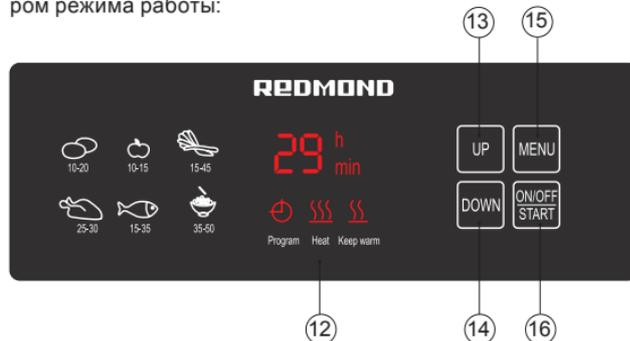 ром режима работы:
13 15
REDMOND
10-20 10-15 15-45
25-30 15-35 35-60
29 h
min
Program Heat Keep warm
UP MENU
DOWN ON/OFF
START
12 14 16